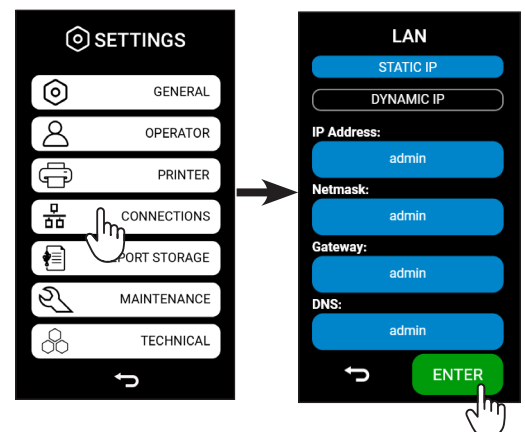 SETTINGS
GENERAL
OPERATOR
PRINTER
CONNECTIONS
PORT STORAGE
MAINTENANCE
TECHNICAL
LAN
STATIC IP
DYNAMIC IP
IP Address:
admin
Netmask:
admin
Gateway:
admin
DNS:
admin
ENTER